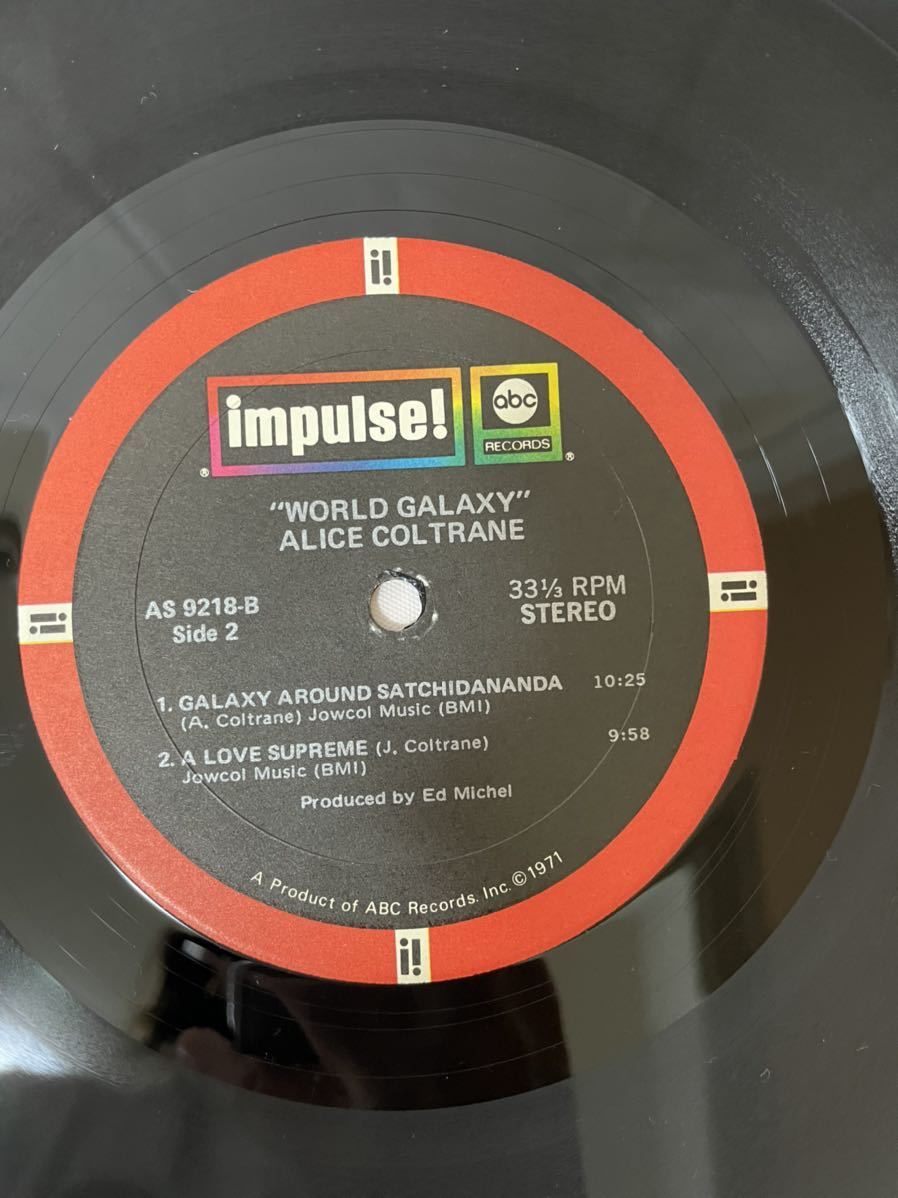 i!
impulse!
®
abc
RECORDS
®
"WORLD GALAXY"
ALICE COLTRANE
AS 9218-B
Side 2
33⅓ RPM
STEREO
i!
i!
1. GALAXY AROUND SATCHIDANANDA 10:25
(A. Coltrane) Jowcol Music (BMI)
2. A LOVE SUPREME (J. Coltrane) 9:58
Jowcol Music (BMI)
Produced by Ed Michel
A Product of ABC Records. Inc. © 1971
i!